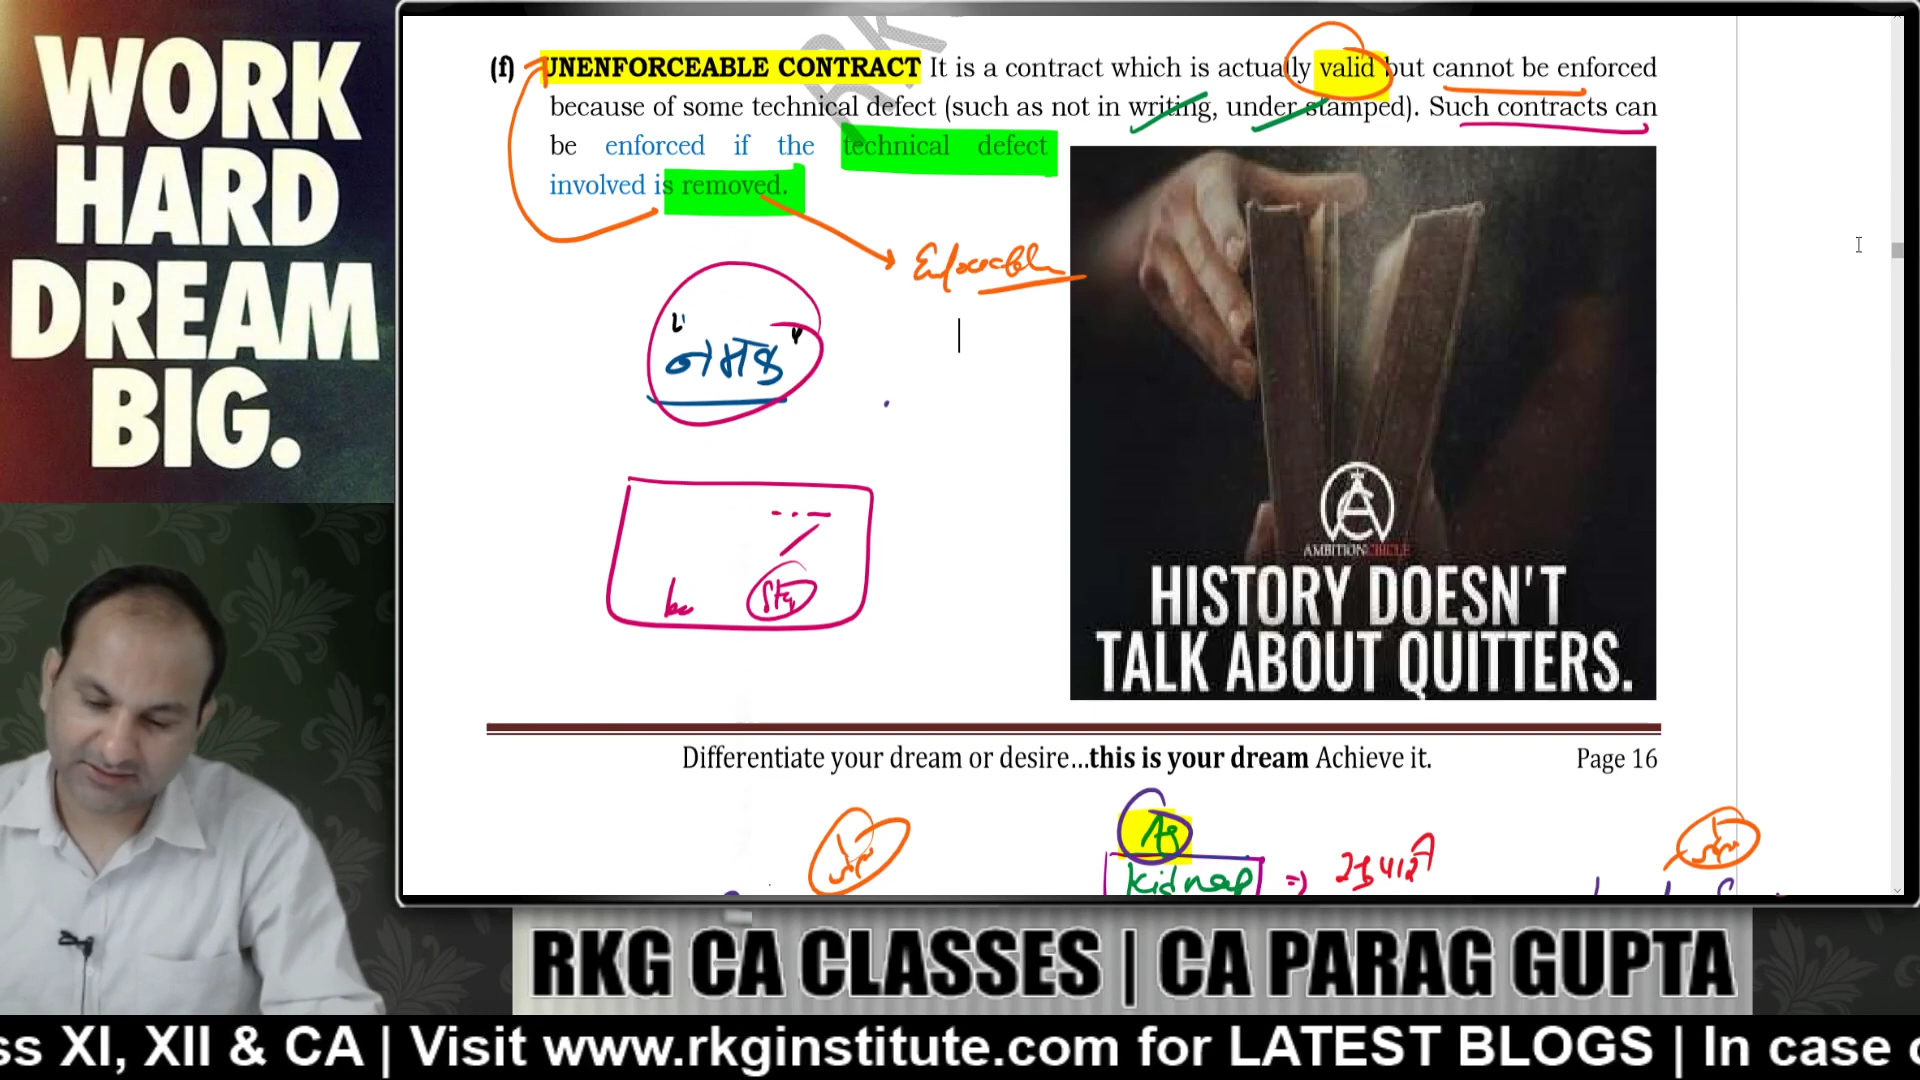 WORK
HARD
DREAM
BIG.
(f) UNENFORCEABLE CONTRACT It is a contract which is actually valid but cannot be enforced
because of some technical defect (such as not in writing, under stamped). Such contracts can
be enforced if the technical defect
involved is removed.
Enforceable
नमक
AMBITIONCIRCLE
HISTORY DOESN'T
TALK ABOUT QUITTERS.
Differentiate your dream or desire…this is your dream Achieve it. Page 16
Ag
kidnap =>
RKG CA CLASSES | CA PARAG GUPTA
ss XI, XII & CA | Visit www.rkginstitute.com for LATEST BLOGS | In case